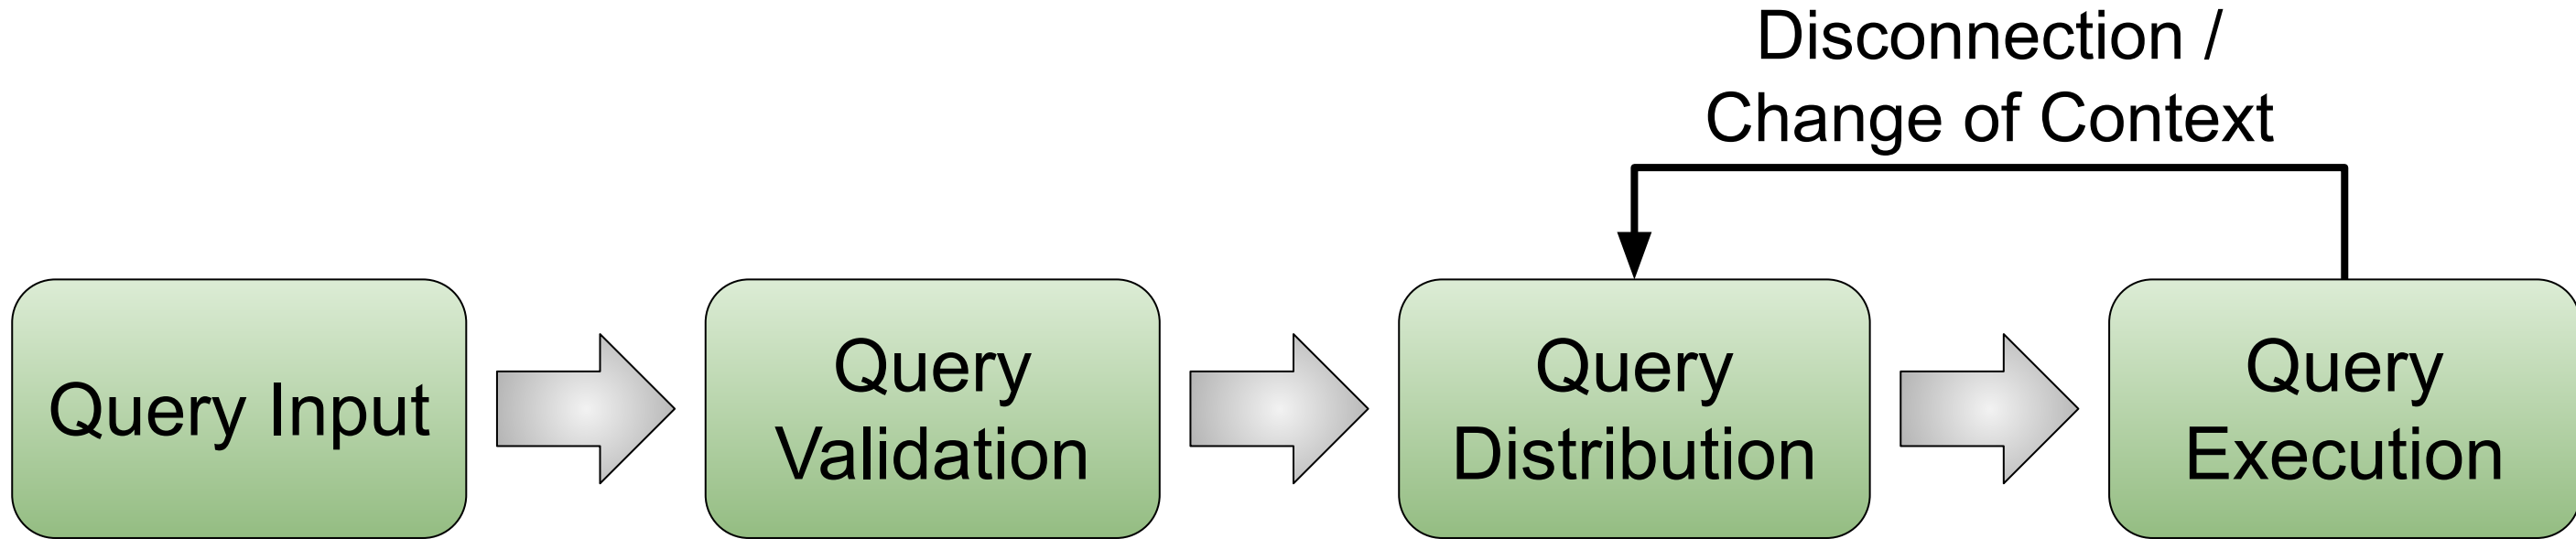 Disconnection /
Change of Context
Query Input
Query
Validation
Query
Distribution
Query
Execution